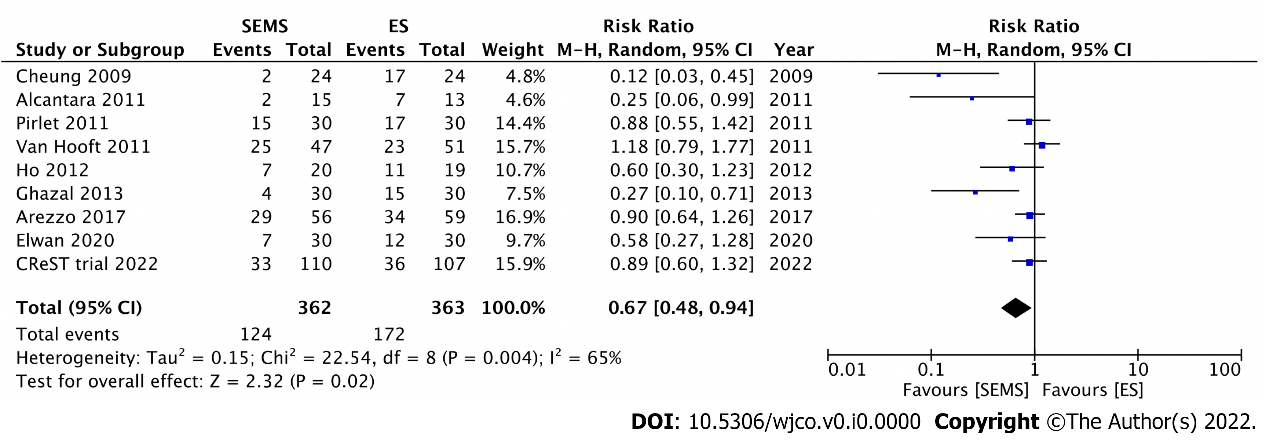 SEMS ES Risk Ratio Risk Ratio
Study or Subgroup Events Total Events Total Weight M-H, Random, 95% CI Year M-H, Random, 95% CI
Cheung 2009 2 24 17 24 4.8% 0.12 [0.03, 0.45] 2009
Alcantara 2011 2 15 7 13 4.6% 0.25 [0.06, 0.99] 2011
Pirlet 2011 15 30 17 30 14.4% 0.88 [0.55, 1.42] 2011
Van Hooft 2011 25 47 23 51 15.7% 1.18 [0.79, 1.77] 2011
Ho 2012 7 20 11 19 10.7% 0.60 [0.30, 1.23] 2012
Ghazal 2013 4 30 15 30 7.5% 0.27 [0.10, 0.71] 2013
Arezzo 2017 29 56 34 59 16.9% 0.90 [0.64, 1.26] 2017
Elwan 2020 7 30 12 30 9.7% 0.58 [0.27, 1.28] 2020
CReST trial 2022 33 110 36 107 15.9% 0.89 [0.60, 1.32] 2022
Total (95% CI) 362 363 100.0% 0.67 [0.48, 0.94]
Total events 124 172
Heterogeneity: Tau² = 0.15; Chi² = 22.54, df = 8 (P = 0.004); I² = 65%
Test for overall effect: Z = 2.32 (P = 0.02)
0.01 0.1 1 10 100
Favours [SEMS] Favours [ES]
DOI: 10.5306/wjco.v0.i0.0000 Copyright ©The Author(s) 2022.